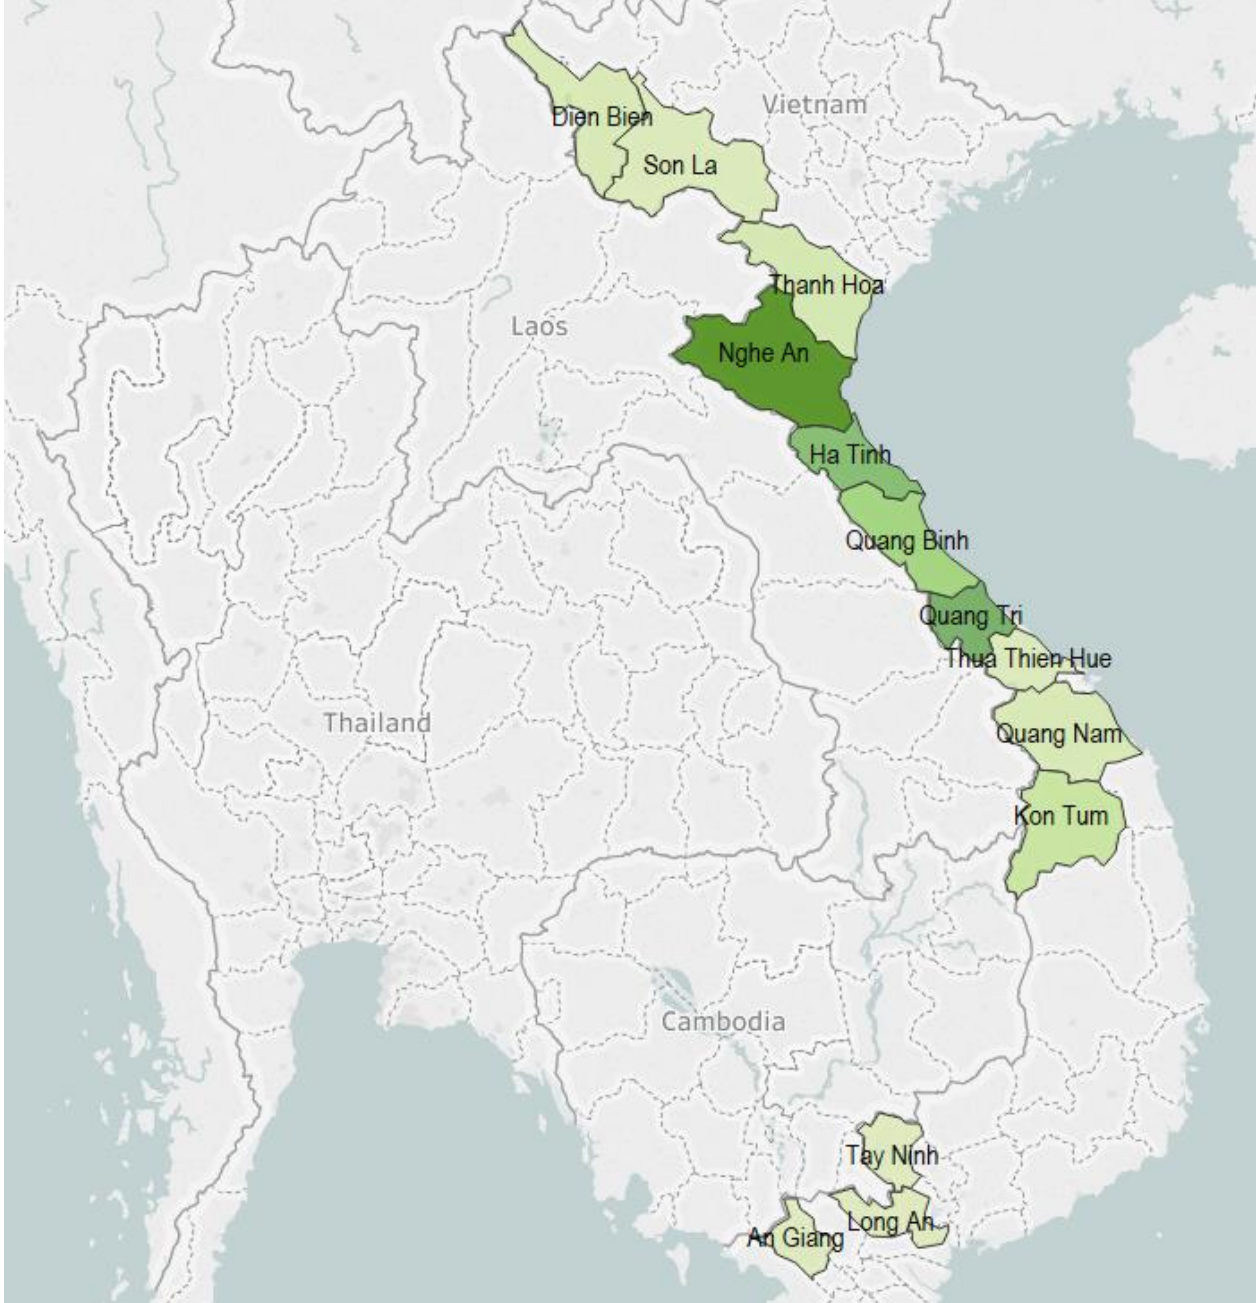 Vietnam
Dien Bien
Son La
Thanh Hoa
Laos
Nghe An
Ha Tinh
Quang Binh
Quang Tri
Thua Thien Hue
Thailand
Quang Nam
Kon Tum
Cambodia
Tay Ninh
Long An
An Giang